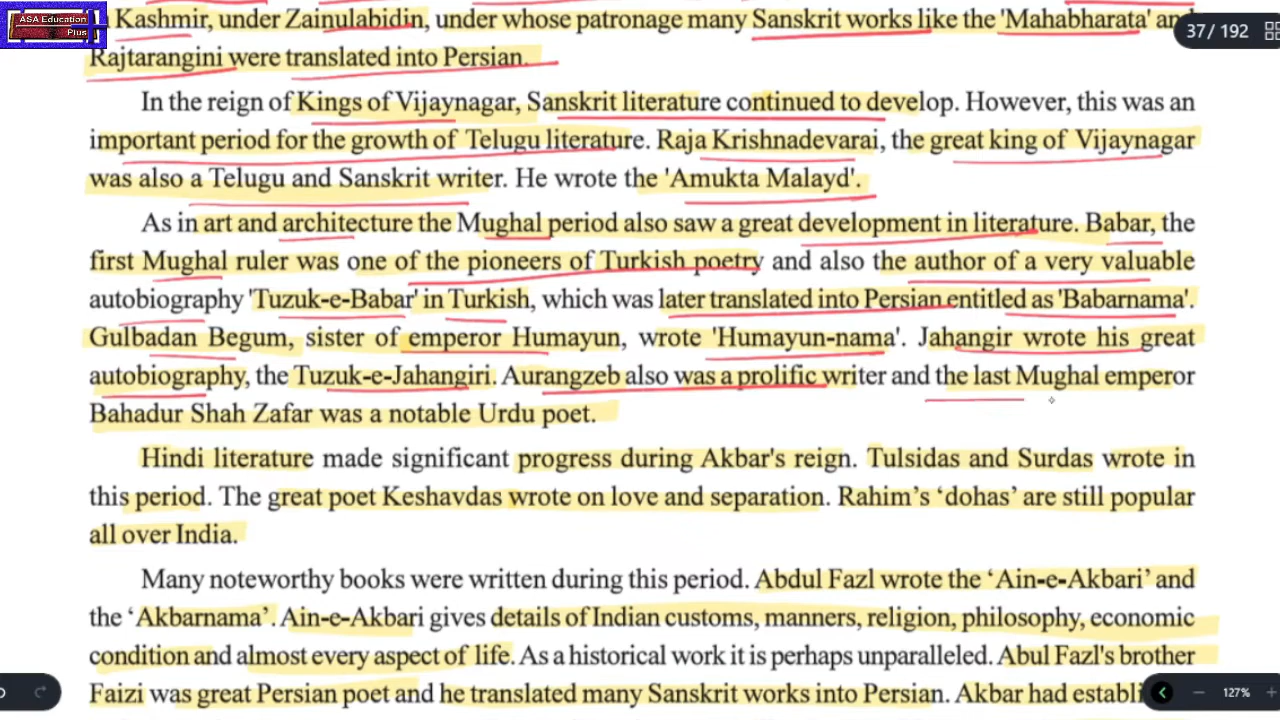 ASA Education
Plus
Kashmir, under Zainulabidin, under whose patronage many Sanskrit works like the 'Mahabharata' and
37/ 192
Rajtarangini were translated into Persian.
In the reign of Kings of Vijaynagar, Sanskrit literature continued to develop. However, this was an
important period for the growth of Telugu literature. Raja Krishnadevarai, the great king of Vijaynagar
was also a Telugu and Sanskrit writer. He wrote the 'Amukta Malayd'.
As in art and architecture the Mughal period also saw a great development in literature. Babar, the
first Mughal ruler was one of the pioneers of Turkish poetry and also the author of a very valuable
autobiography 'Tuzuk-e-Babar' in Turkish, which was later translated into Persian entitled as 'Babarnama'.
Gulbadan Begum, sister of emperor Humayun, wrote 'Humayun-nama'. Jahangir wrote his great
autobiography, the Tuzuk-e-Jahangiri. Aurangzeb also was a prolific writer and the last Mughal emperor
Bahadur Shah Zafar was a notable Urdu poet.
Hindi literature made significant progress during Akbar's reign. Tulsidas and Surdas wrote in
this period. The great poet Keshavdas wrote on love and separation. Rahim’s ‘dohas’ are still popular
all over India.
Many noteworthy books were written during this period. Abdul Fazl wrote the ‘Ain-e-Akbari’ and
the ‘Akbarnama’. Ain-e-Akbari gives details of Indian customs, manners, religion, philosophy, economic
condition and almost every aspect of life. As a historical work it is perhaps unparalleled. Abul Fazl's brother
Faizi was great Persian poet and he translated many Sanskrit works into Persian. Akbar had establi
127%